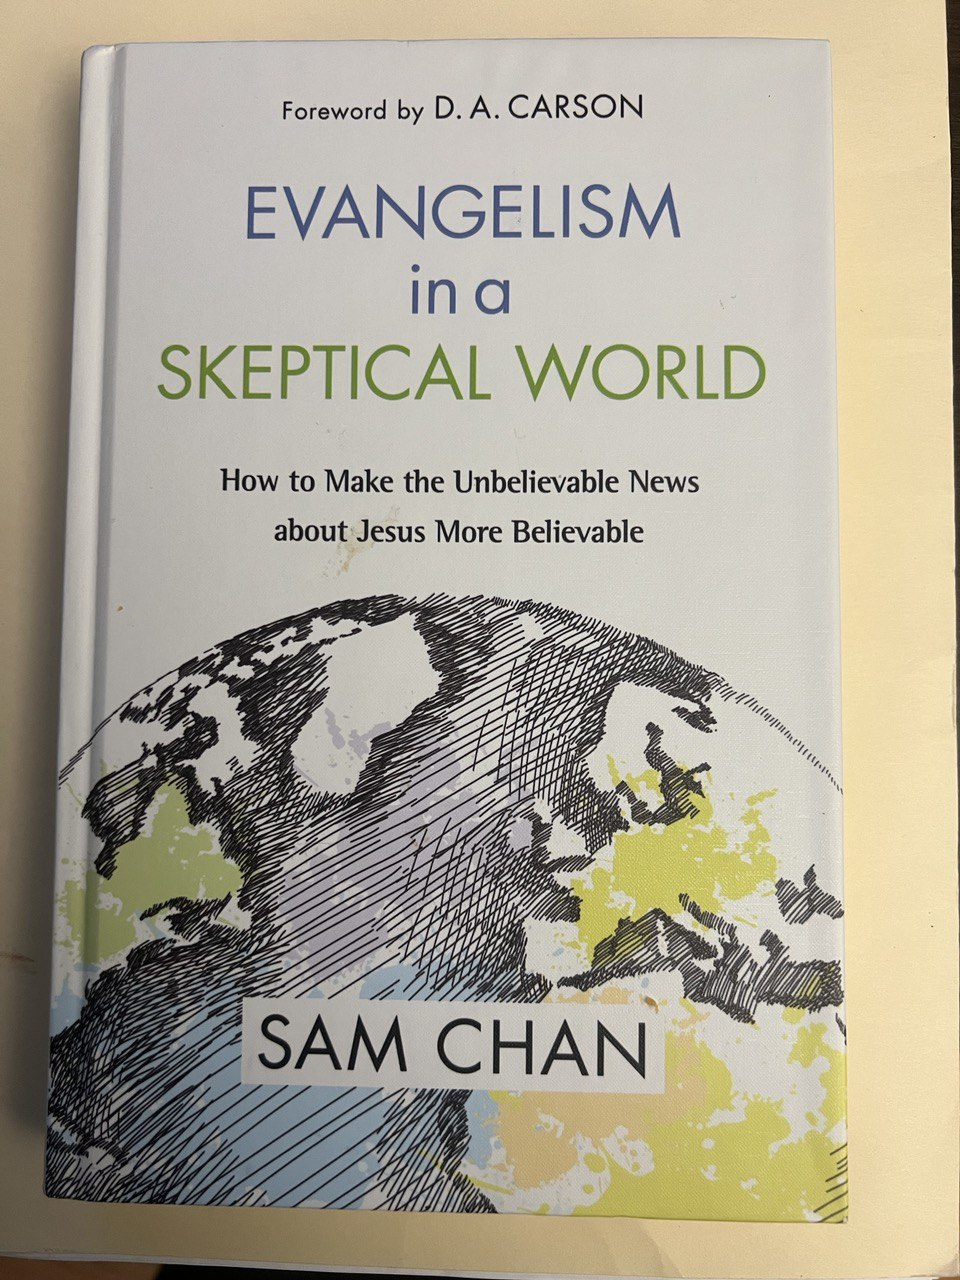 Foreword by D. A. CARSON
EVANGELISM
in a
SKEPTICAL WORLD
How to Make the Unbelievable News
about Jesus More Believable
SAM CHAN